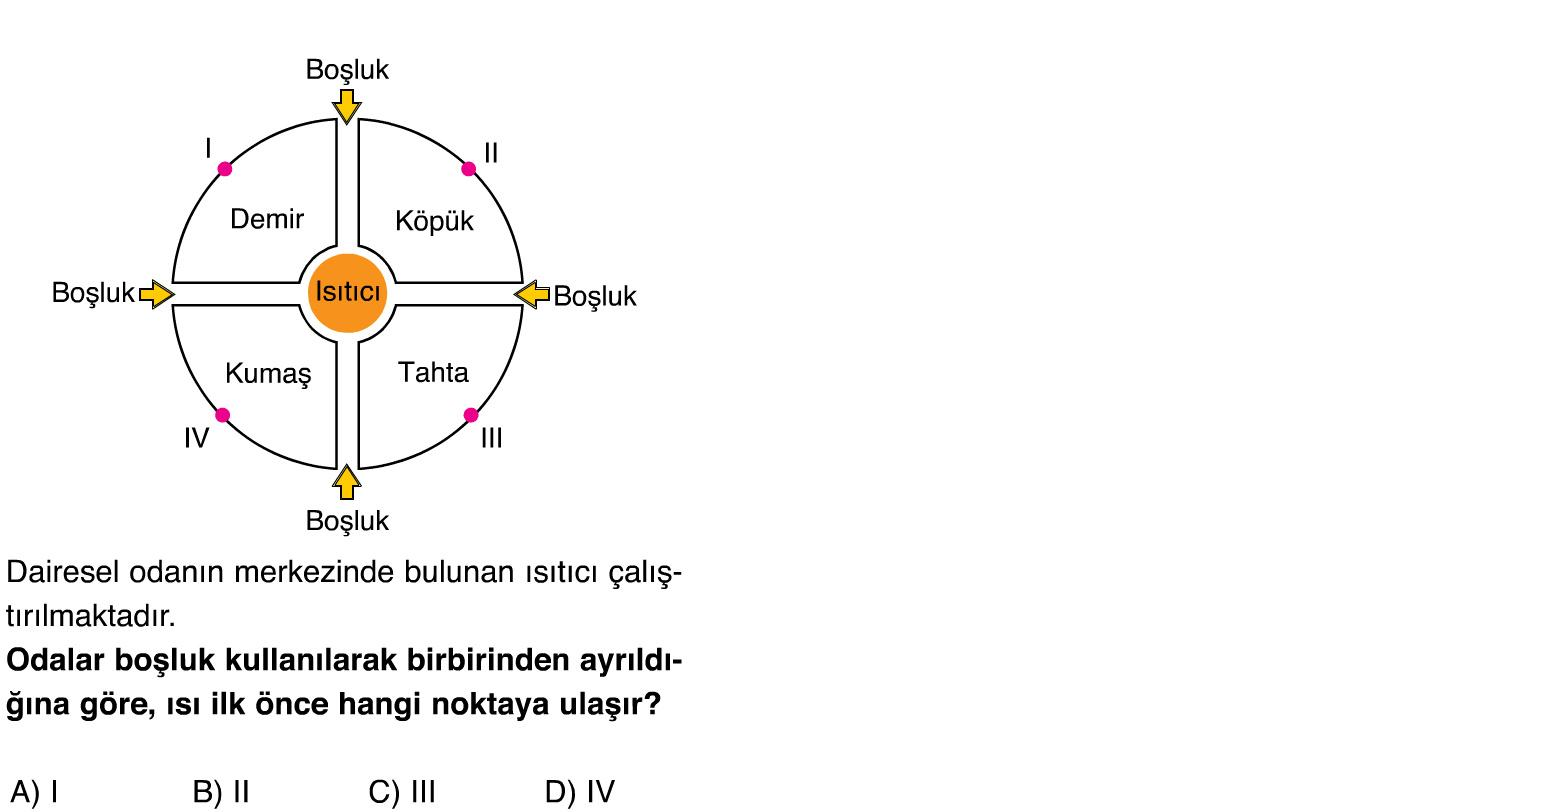 Boşluk
I
II
Demir
Köpük
Boşluk
Isıtıcı
Boşluk
Kumaş
Tahta
IV
III
Boşluk
Dairesel odanın merkezinde bulunan ısıtıcı çalış-
tırılmaktadır.
Odalar boşluk kullanılarak birbirinden ayrıldı-
ğına göre, ısı ilk önce hangi noktaya ulaşır?
A) I B) II C) III D) IV